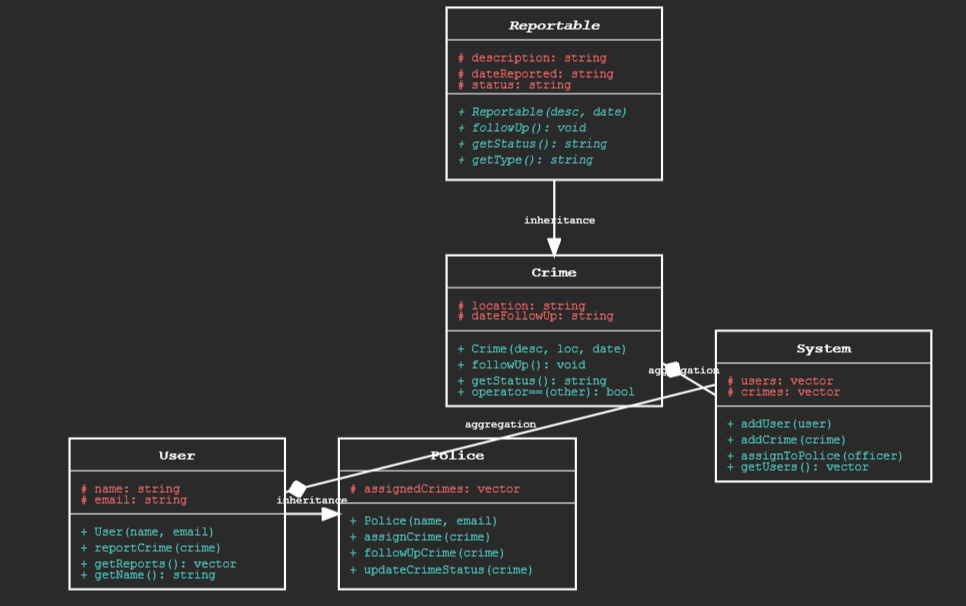 Reportable
# description: string
# dateReported: string
# status: string
+ Reportable(desc, date)
+ followUp(): void
+ getStatus(): string
+ getType(): string
inheritance
Crime
# location: string
# dateFollowUp: string
+ Crime(desc, loc, date)
+ followUp(): void
+ getStatus(): string
+ operator==(other): bool
aggregation
System
# users: vector
# crimes: vector
+ addUser(user)
+ addCrime(crime)
+ assignToPolice(officer)
+ getUsers(): vector
aggregation
User
# name: string
# email: string
+ User(name, email)
+ reportCrime(crime)
+ getReports(): vector
+ getName(): string
inheritance
Police
# assignedCrimes: vector
+ Police(name, email)
+ assignCrime(crime)
+ followUpCrime(crime)
+ updateCrimeStatus(crime)